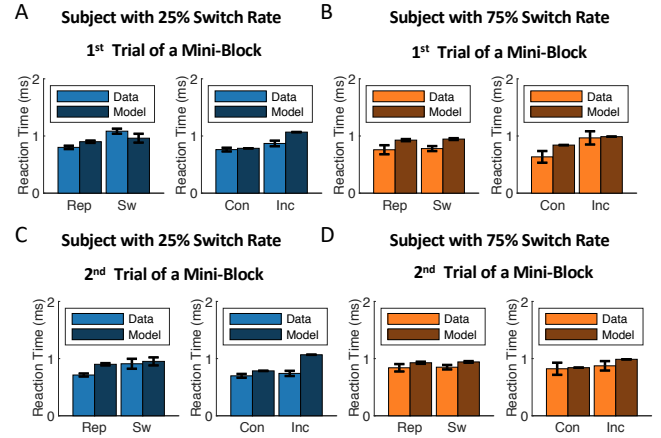 A
Subject with 25% Switch Rate
1st Trial of a Mini-Block
Reaction Time (ms)
2
1
0
Data
Model
Rep
Sw
2
1
0
Data
Model
Con
Inc
B
Subject with 75% Switch Rate
1st Trial of a Mini-Block
Reaction Time (ms)
2
1
0
Data
Model
Rep
Sw
2
1
0
Data
Model
Con
Inc
C
Subject with 25% Switch Rate
2nd Trial of a Mini-Block
Reaction Time (ms)
2
1
0
Data
Model
Rep
Sw
2
1
0
Data
Model
Con
Inc
D
Subject with 75% Switch Rate
2nd Trial of a Mini-Block
Reaction Time (ms)
2
1
0
Data
Model
Rep
Sw
2
1
0
Data
Model
Con
Inc